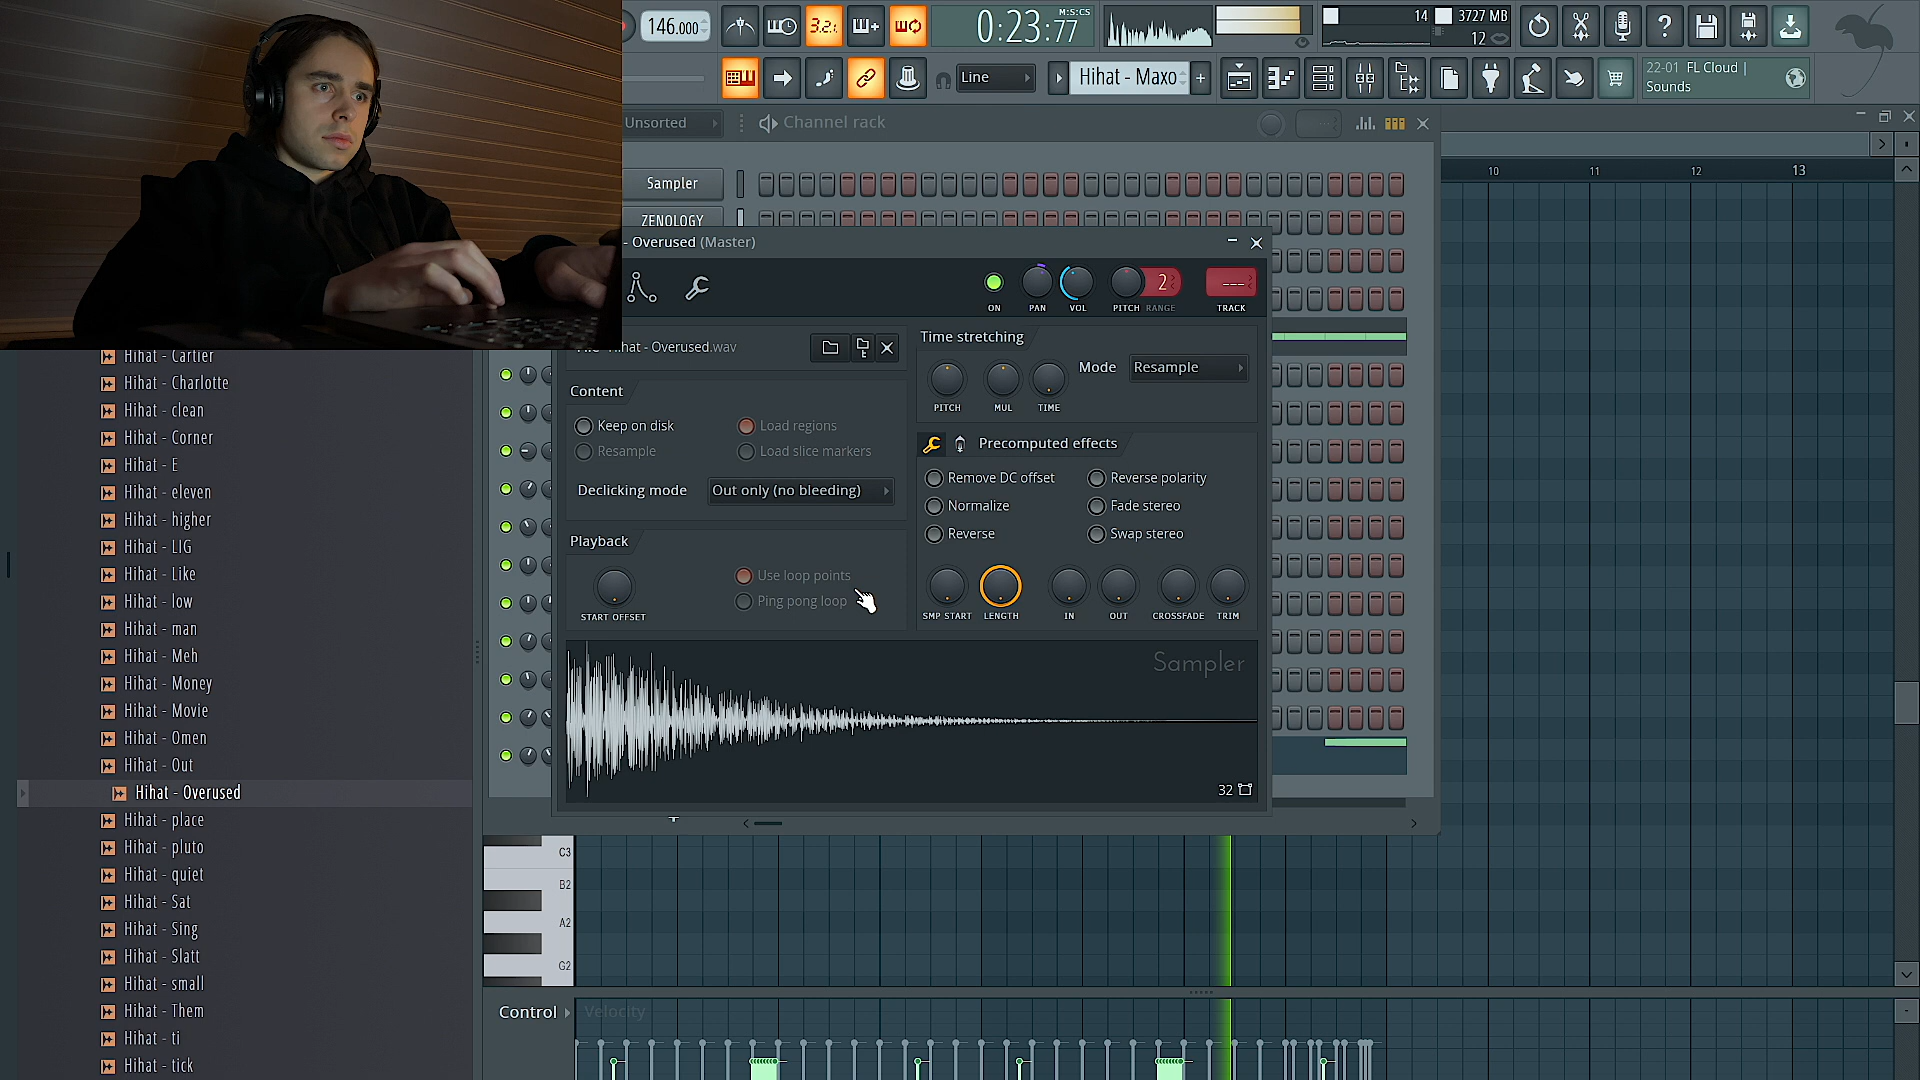 146.000
3.2.
0:23:77
M:S:CS
14
3727 MB
12
Line
Hihat - Maxo
22-01 FL Cloud |
Sounds
Unsorted
Channel rack
Sampler
ZENOLOGY
10
11
12
13
- Overused (Master)
ON
PAN
VOL
PITCH
RANGE
2
---
TRACK
Hihat - Overused.wav
Time stretching
Mode
Resample
PITCH
MUL
TIME
Content
Keep on disk
Load regions
Resample
Load slice markers
Declicking mode
Out only (no bleeding)
Precomputed effects
Remove DC offset
Reverse polarity
Normalize
Fade stereo
Reverse
Swap stereo
Playback
Use loop points
Ping pong loop
START OFFSET
SMP START
LENGTH
IN
OUT
CROSSFADE
TRIM
Sampler
32
Hihat - Cartier
Hihat - Charlotte
Hihat - clean
Hihat - Corner
Hihat - E
Hihat - eleven
Hihat - higher
Hihat - LIG
Hihat - Like
Hihat - low
Hihat - man
Hihat - Meh
Hihat - Money
Hihat - Movie
Hihat - Omen
Hihat - Out
Hihat - Overused
Hihat - place
Hihat - pluto
Hihat - quiet
Hihat - Sat
Hihat - Sing
Hihat - Slatt
Hihat - small
Hihat - Them
Hihat - ti
Hihat - tick
C3
B2
A2
G2
Control
Velocity